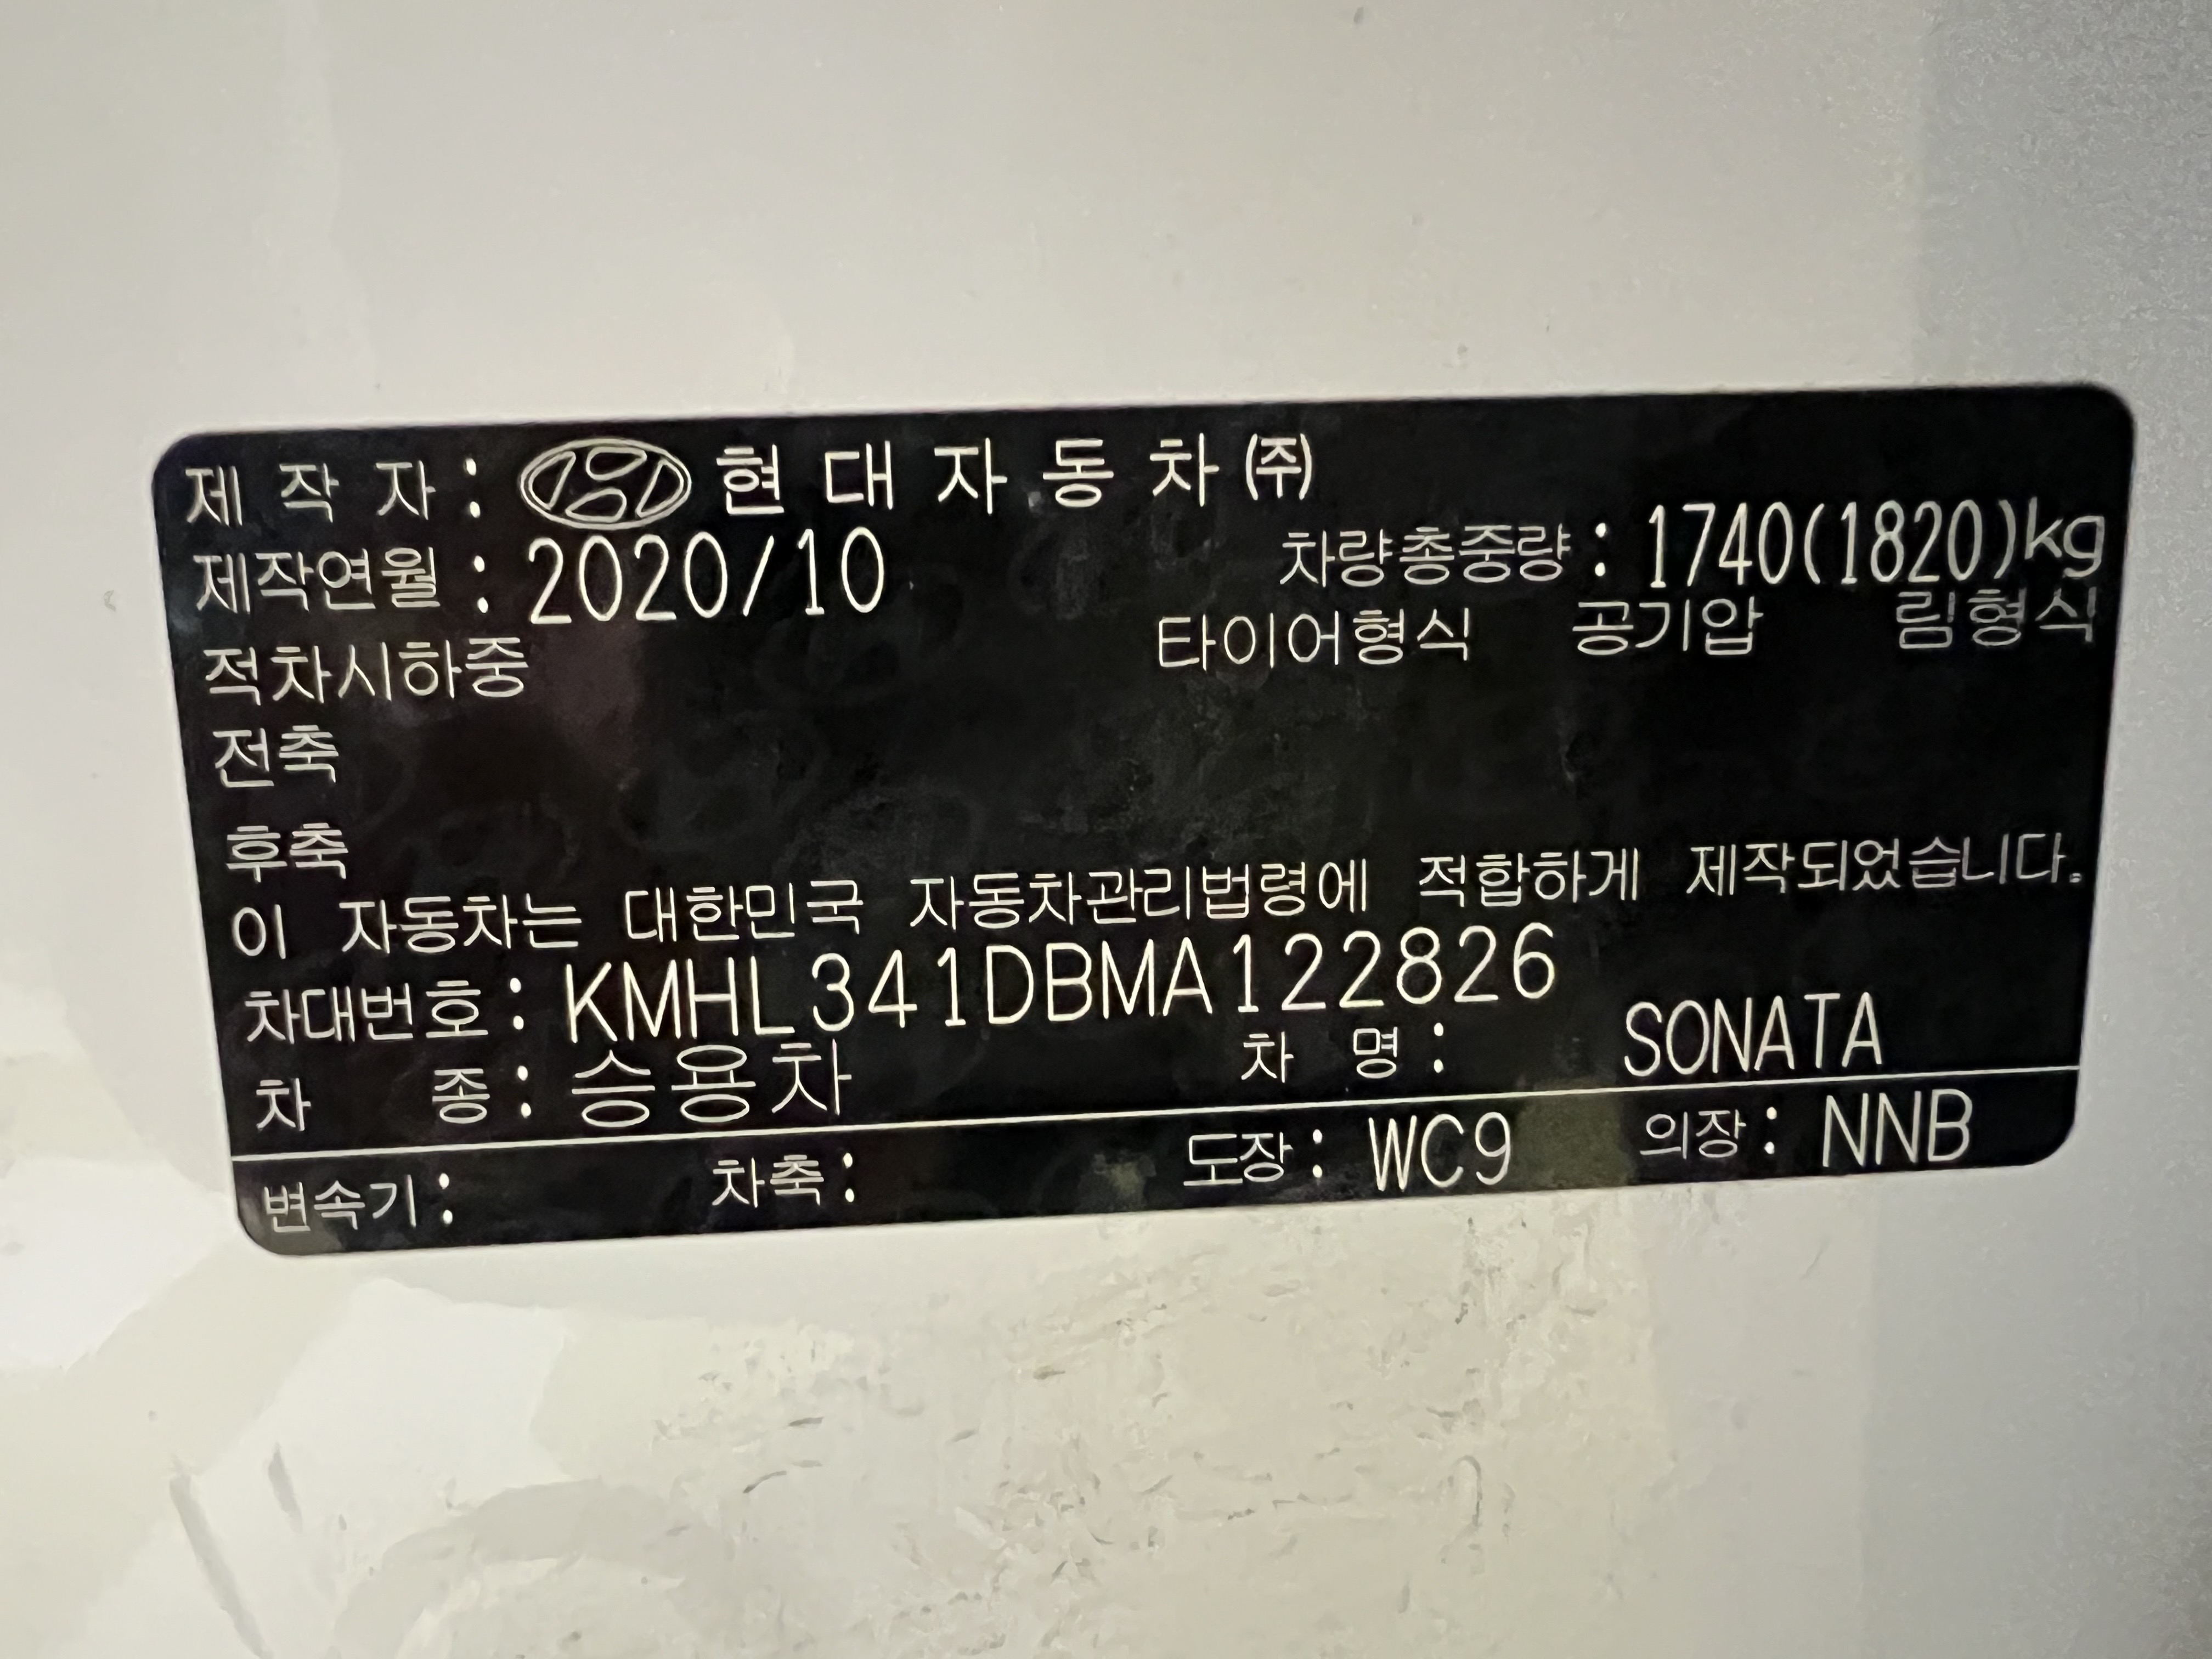 제 작 자 : 현 대 자 동 차 ㈜
제작연월 : 2020/10 차량총중량 : 1740(1820)kg
적차시하중 타이어형식 공기압 림형식
전축
후축
이 자동차는 대한민국 자동차관리법령에 적합하게 제작되었습니다.
차대번호 : KMHL341DBMA122826
차 종 : 승용차 차 명 : SONATA
변속기 : 차축 : 도장 : WC9 의장 : NNB